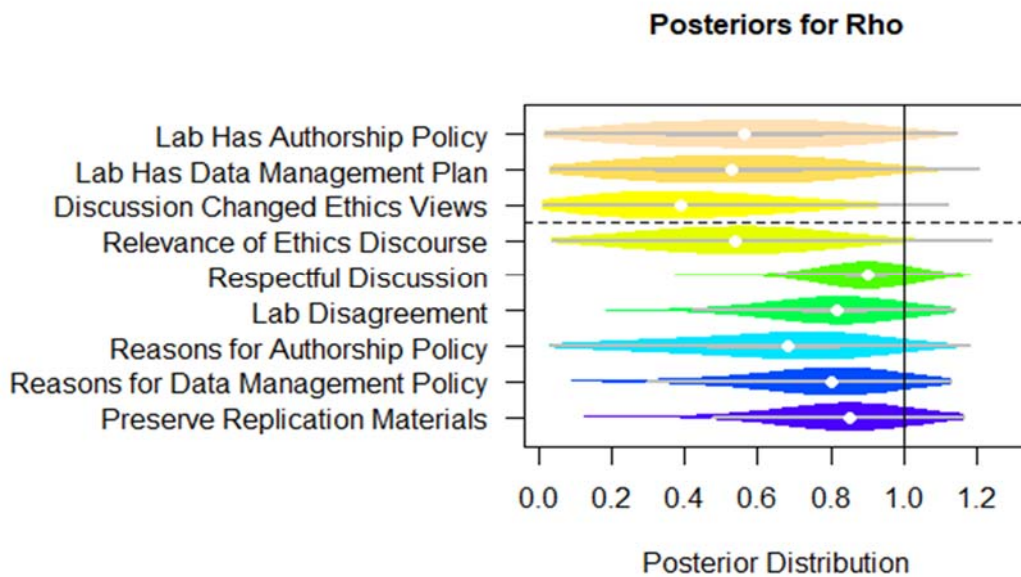 Posteriors for Rho
Lab Has Authorship Policy
Lab Has Data Management Plan
Discussion Changed Ethics Views
Relevance of Ethics Discourse
Respectful Discussion
Lab Disagreement
Reasons for Authorship Policy
Reasons for Data Management Policy
Preserve Replication Materials
0.0 0.2 0.4 0.6 0.8 1.0 1.2
Posterior Distribution